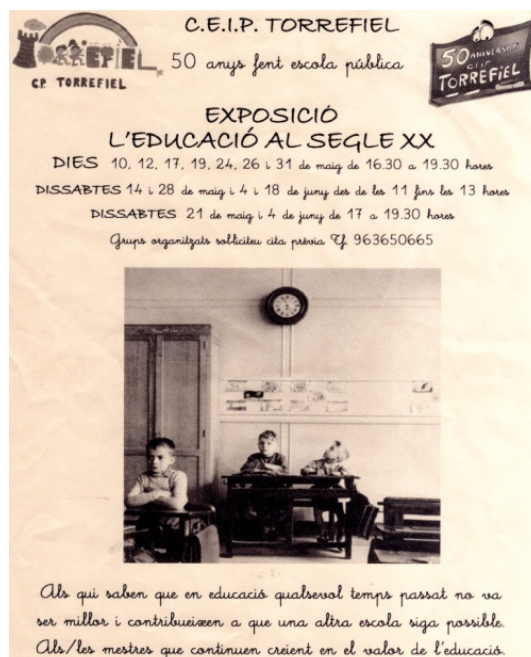 C.E.I.P. TORREFIEL
TORREFIEL
C.P. TORREFIEL
50 anys fent escola pública
50 ANIVERSARI
C.E.I.P
TORREFIEL
EXPOSICIÓ
L'EDUCACIÓ AL SEGLE XX
DIES 10, 12, 17, 19, 24, 26 i 31 de maig de 16.30 a 19.30 hores
DISSABTES 14 i 28 de maig i 4 i 18 de juny des de les 11 fins les 13 hores
DISSABTES 21 de maig i 4 de juny de 17 a 19.30 hores
Grups organitzats sol·liciteu cita prèvia Tf. 963650665
Als qui saben que en educació qualsevol temps passat no va
ser millor i contribueixen a que una altra escola siga possible.
Als/les mestres que continuen creient en el valor de l'educació.